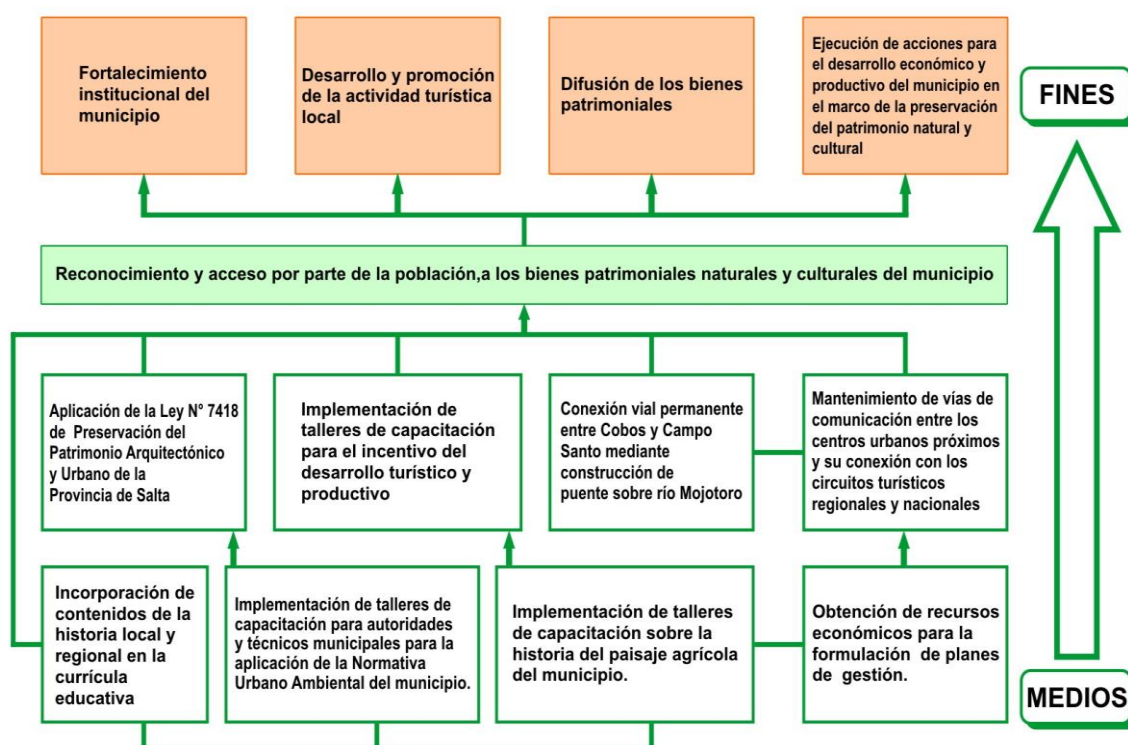 Fortalecimiento
institucional del
municipio
Desarrollo y promoción
de la actividad turística
local
Difusión de los bienes
patrimoniales
Ejecución de acciones para
el desarrollo económico y
productivo del municipio en
el marco de la preservación
del patrimonio natural y
cultural
FINES
Reconocimiento y acceso por parte de la población,a los bienes patrimoniales naturales y culturales del municipio
Aplicación de la Ley Nº 7418
de Preservación del
Patrimonio Arquitectónico
y Urbano de la
Provincia de Salta
Implementación de
talleres de capacitación
para el incentivo del
desarrollo turístico y
productivo
Conexión vial permanente
entre Cobos y Campo
Santo mediante
construcción de
puente sobre río Mojotoro
Mantenimiento de vías de
comunicación entre los
centros urbanos próximos
y su conexión con los
circuitos turísticos
regionales y nacionales
Incorporación de
contenidos de la
historia local y
regional en la
currícula
educativa
Implementación de talleres de
capacitación para autoridades
y técnicos municipales para la
aplicación de la Normativa
Urbano Ambiental del municipio.
Implementación de talleres
de capacitación sobre la
historia del paisaje agrícola
del municipio.
Obtención de recursos
económicos para la
formulación de planes
de gestión.
MEDIOS